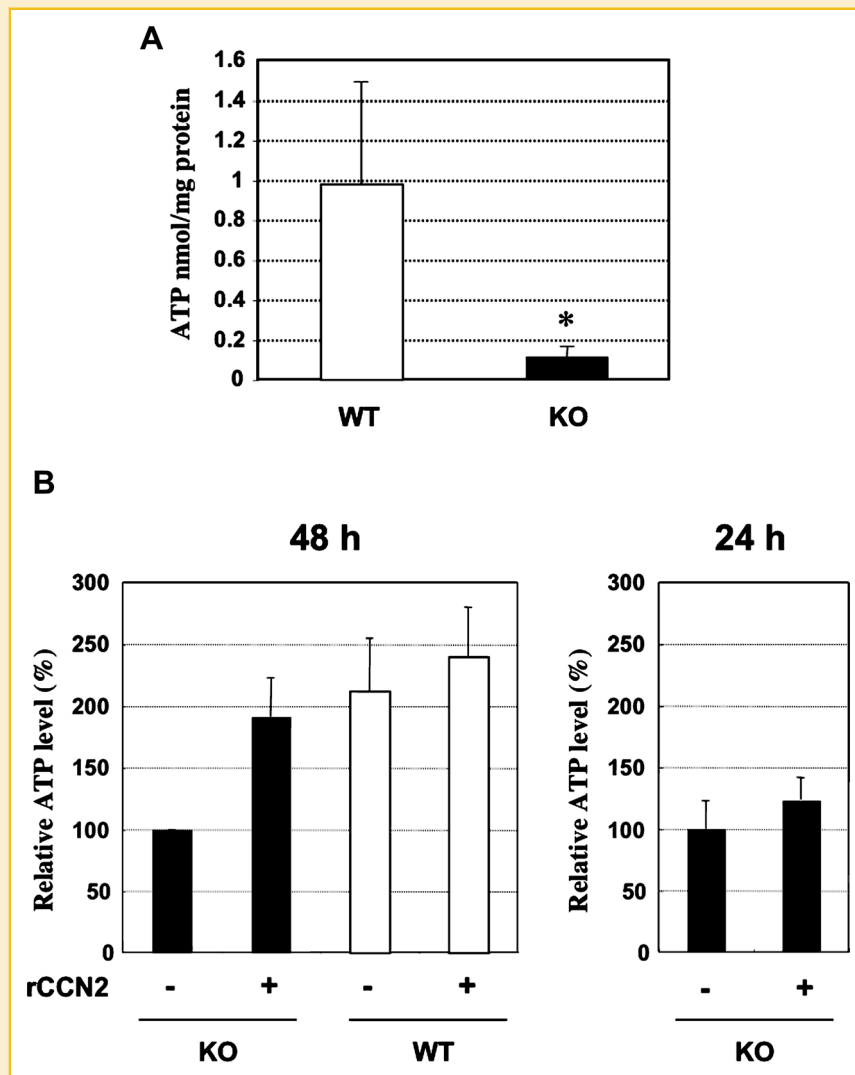 A
ATP nmol/mg protein
1.6
1.4
1.2
1
0.8
0.6
0.4
0.2
0
*
WT
KO
B
48 h
Relative ATP level (%)
300
250
200
150
100
50
0
rCCN2
-
+
-
+
KO
WT
24 h
Relative ATP level (%)
300
250
200
150
100
50
0
-
+
KO